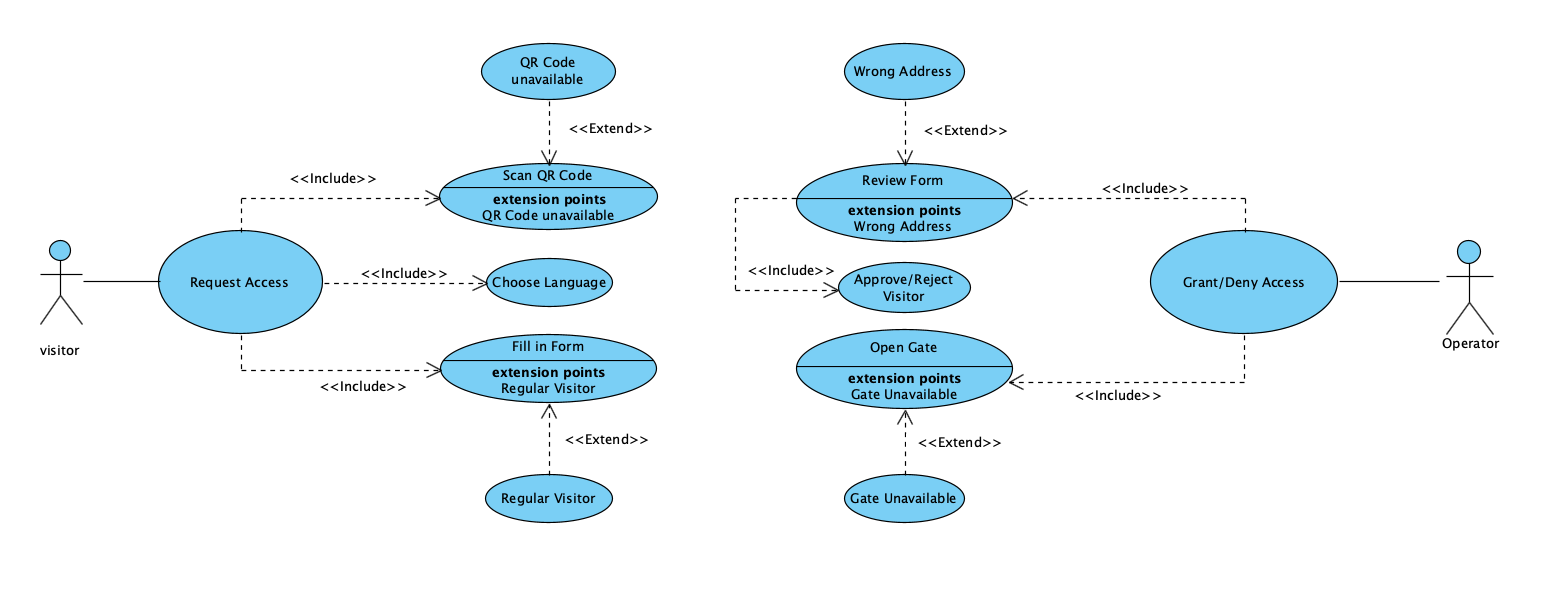 QR Code
unavailable
<<Extend>>
<<Include>>
Scan QR Code
extension points
QR Code unavailable
visitor
Request Access
<<Include>>
Choose Language
<<Include>>
Fill in Form
extension points
Regular Visitor
<<Extend>>
Regular Visitor
Wrong Address
<<Extend>>
Review Form
extension points
Wrong Address
<<Include>>
<<Include>>
Approve/Reject
Visitor
Grant/Deny Access
Operator
Open Gate
extension points
Gate Unavailable
<<Include>>
<<Extend>>
Gate Unavailable